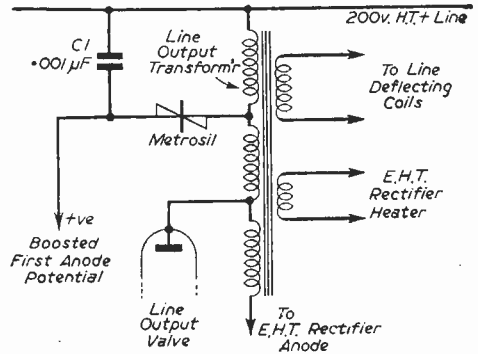 200v. H.T.+ Line
C1
·001μF
Line
Output
Transform'r
To Line
Deflecting
Coils
Metrosil
E.H.T.
Rectifier
Heater
+ve
Boosted
First Anode
Potential
Line
Output
Valve
To
E.H.T. Rectifier
Anode